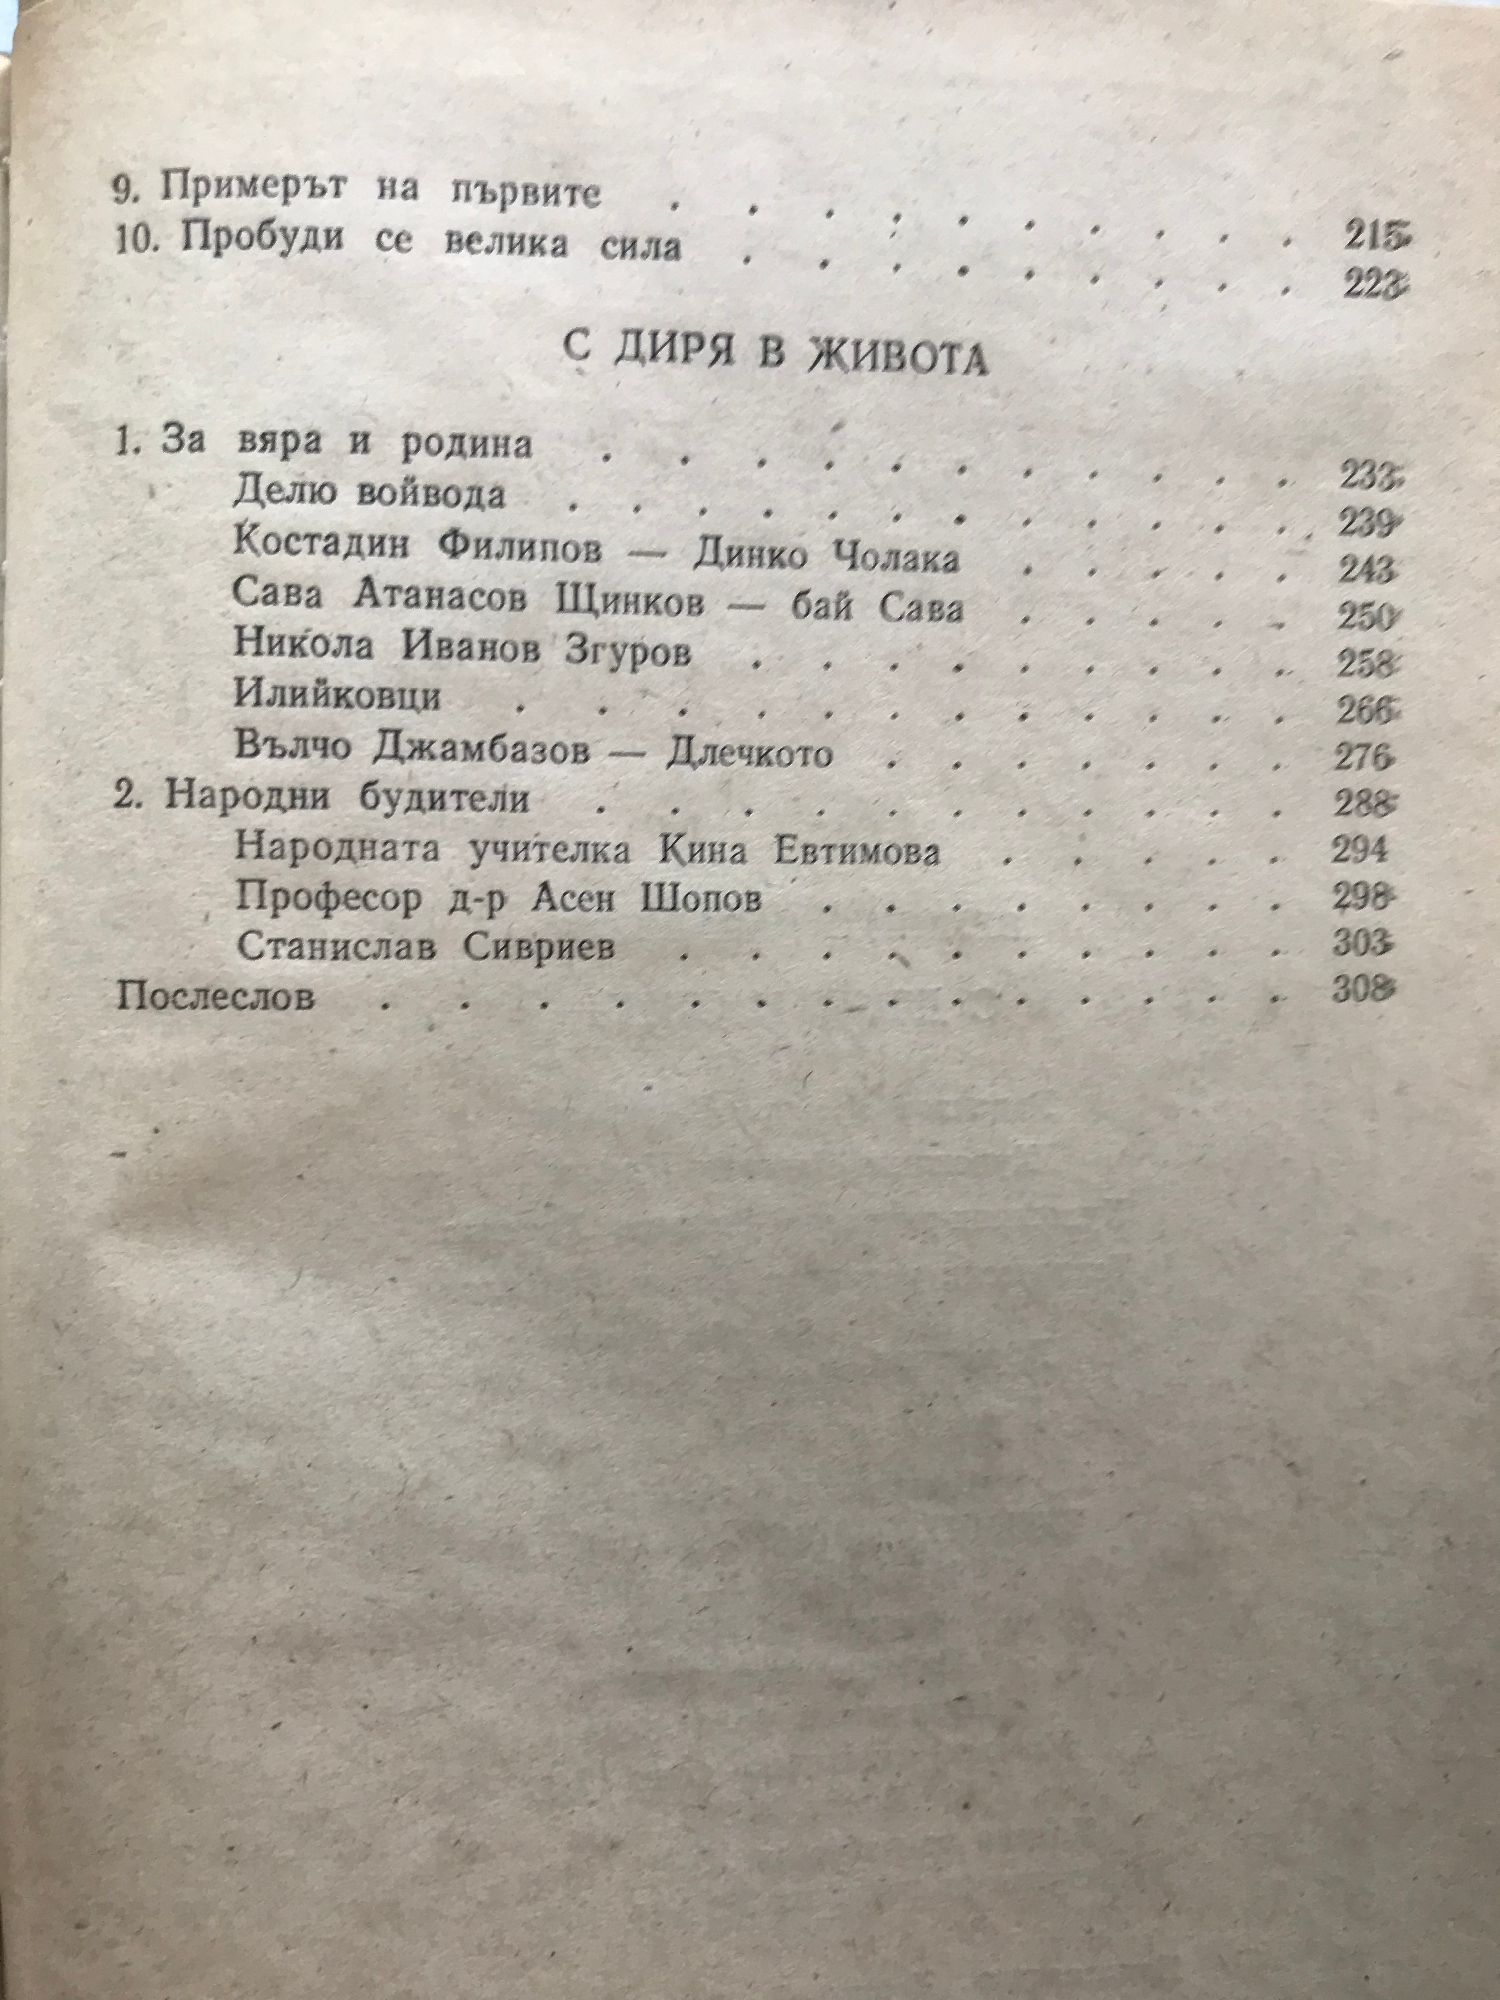 9. Примерът на първите . . . . . . . . . . 215
10. Пробуди се велика сила . . . . . . . . . 223
С ДИРЯ В ЖИВОТА
1. За вяра и родина . . . . . . . . . . . 233
Делю войвода . . . . . . . . . . . . 239
Костадин Филипов — Динко Чолака . . . . . 243
Сава Атанасов Щинков — бай Сава . . . . . 250
Никола Иванов Згуров . . . . . . . . . 258
Илийковци . . . . . . . . . . . . 266
Вълчо Джамбазов — Длечкото . . . . . . . 276
2. Народни будители . . . . . . . . . . 288
Народната учителка Кина Евтимова . . . . . 294
Професор д-р Асен Шопов . . . . . . . . 298
Станислав Сивриев . . . . . . . . . . 303
Послеслов . . . . . . . . . . . . . . 308